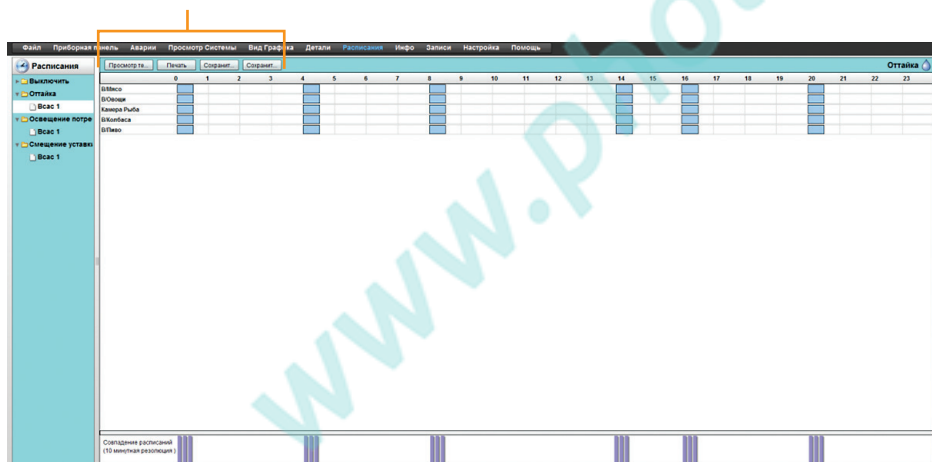 Файл Приборная панель Аварии Просмотр Системы Вид Графика Детали Расписания Инфо Записи Настройка Помощь
Расписания
Просмотр те... Печать Сохранит... Сохранит...
Оттайка
Выключить
Оттайка
Всас 1
Освещение потре
Всас 1
Смещение уставки
Всас 1
0 1 2 3 4 5 6 7 8 9 10 11 12 13 14 15 16 17 18 19 20 21 22 23
В/Мясо
В/Овощи
Камера Рыба
В/Колбаса
В/Пиво
Совпадение расписаний
(10 минутная резолюция )
www.pho